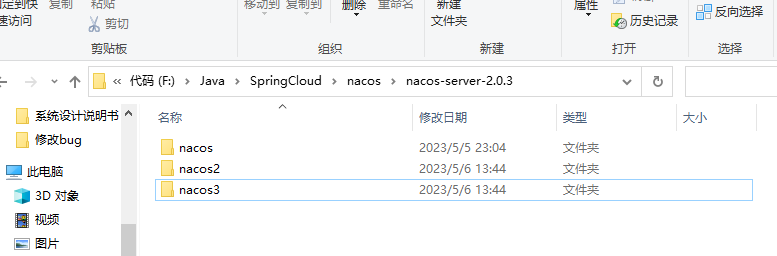 定到快 复制 粘贴 移动到 复制到 删除 重命名 新建 属性
速访问 剪切 文件夹 历史记录 反向选择
剪贴板 组织 新建 打开 选择
« 代码 (F:) > Java > SpringCloud > nacos > nacos-server-2.0.3
系统设计说明书
修改bug
此电脑
3D 对象
视频
图片
名称 修改日期 类型 大小
nacos 2023/5/5 23:04 文件夹
nacos2 2023/5/6 13:44 文件夹
nacos3 2023/5/6 13:44 文件夹